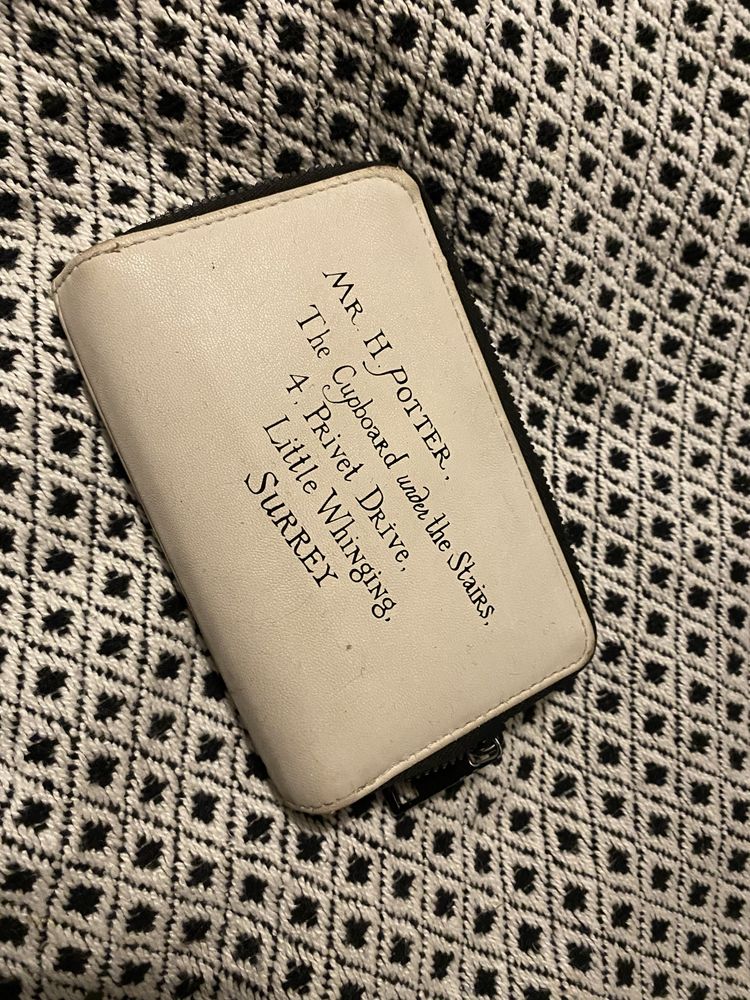 MR. H POTTER,
The Cupboard under the Stairs,
4, Privet Drive,
Little Whinging,
SURREY